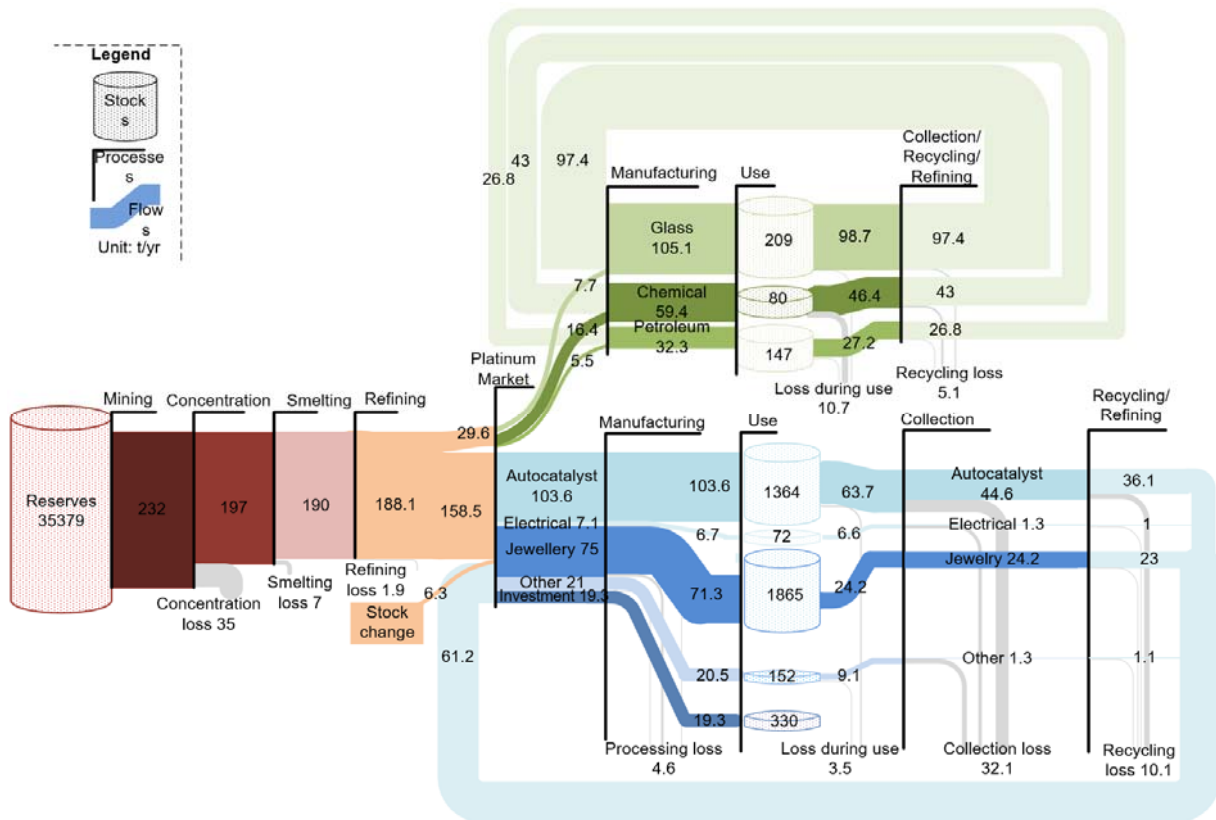 Legend
Stock
s
Processe
s
Flow
s
Unit: t/yr
43
97.4
26.8
Manufacturing
Use
Collection/
Recycling/
Refining
Glass
105.1
209
98.7
97.4
7.7
Chemical
59.4
80
46.4
43
16.4
Petroleum
32.3
147
27.2
26.8
5.5
Loss during use
10.7
Recycling loss
5.1
Platinum
Market
Mining
Concentration
Smelting
Refining
29.6
Manufacturing
Use
Collection
Recycling/
Refining
Reserves
35379
232
197
190
188.1
158.5
Autocatalyst
103.6
103.6
1364
63.7
Autocatalyst
44.6
36.1
Electrical 7.1
6.7
72
6.6
Electrical 1.3
1
Jewellery 75
71.3
1865
24.2
Jewelry 24.2
23
Other 21
Investment 19.3
Concentration
loss 35
Smelting
loss 7
Refining
loss 1.9
6.3
Stock
change
61.2
20.5
152
9.1
Other 1.3
1.1
19.3
330
Processing loss
4.6
Loss during use
3.5
Collection loss
32.1
Recycling
loss 10.1